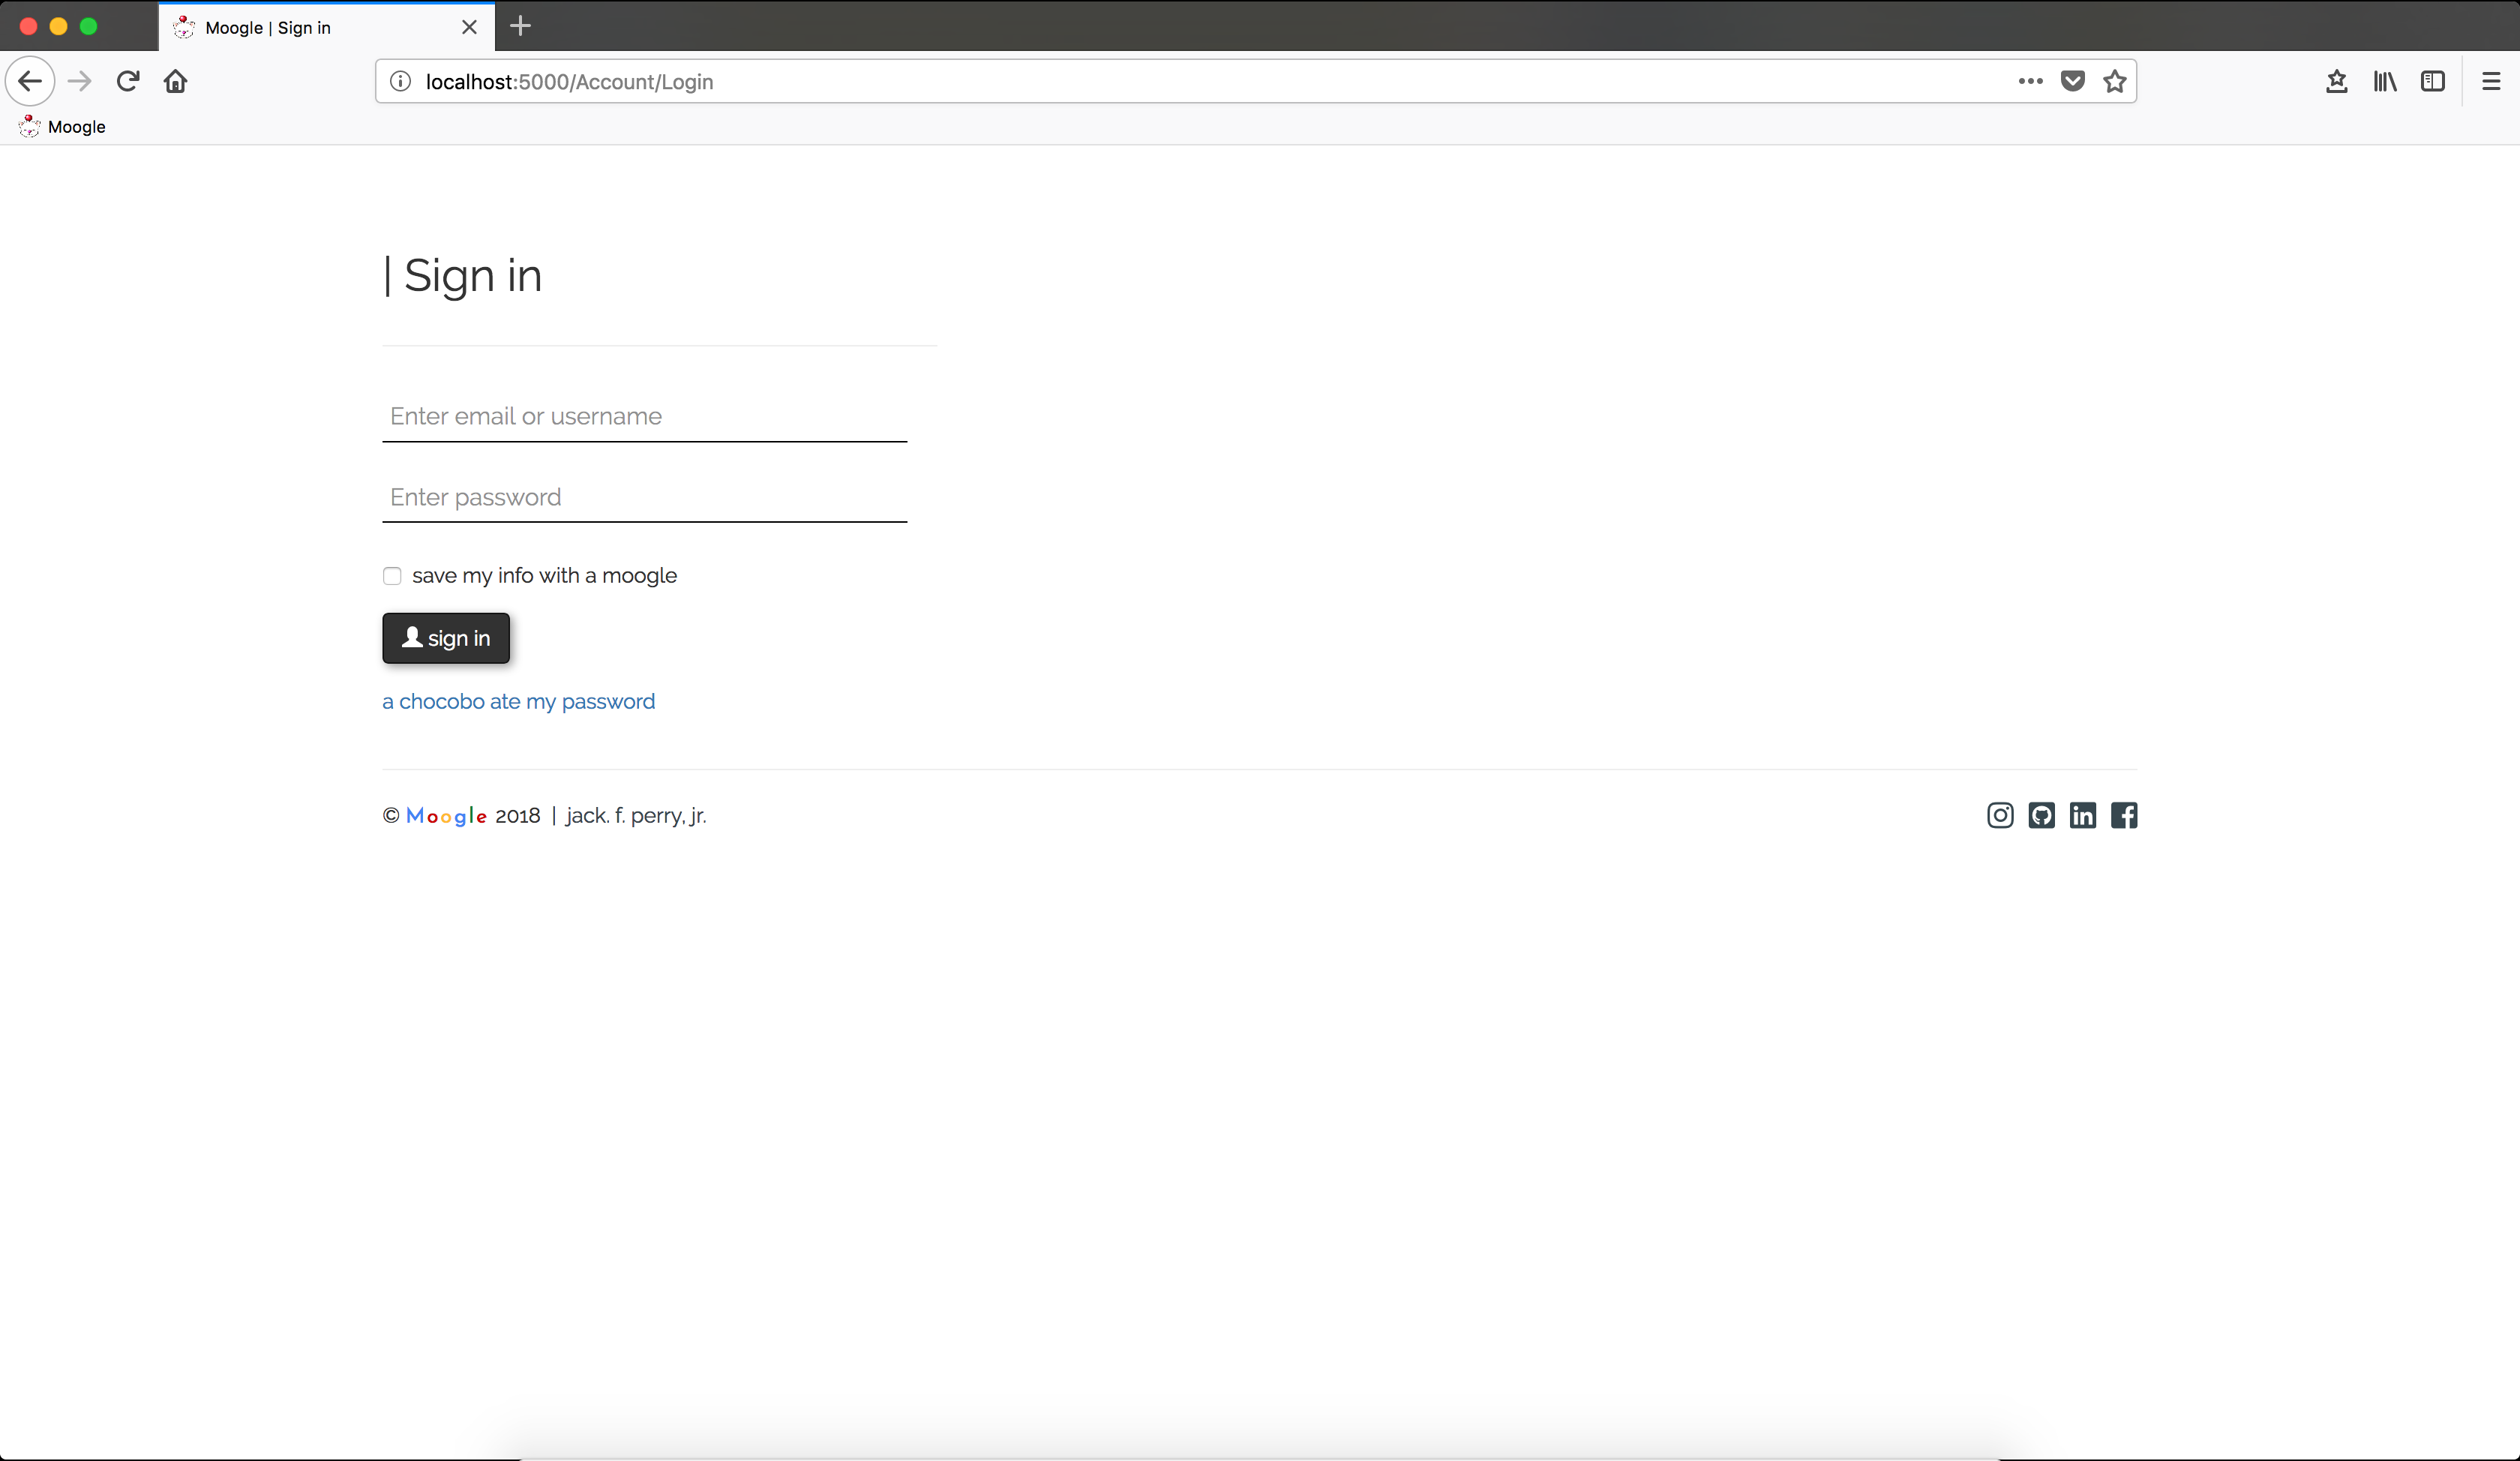 Moogle | Sign in
localhost:5000/Account/Login
Moogle
| Sign in
Enter email or username
Enter password
save my info with a moogle
sign in
a chocobo ate my password
© Moogle 2018 | jack. f. perry, jr.